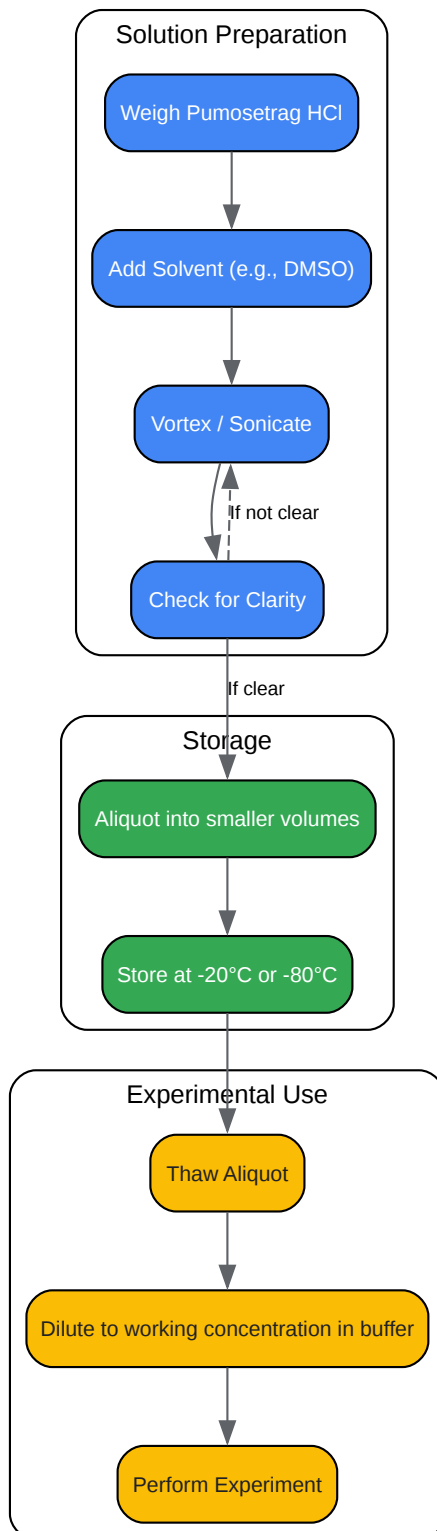 Solution Preparation
Weigh Pumosetrag HCl
Add Solvent (e.g., DMSO)
Vortex / Sonicate
If not clear
Check for Clarity
If clear
Storage
Aliquot into smaller volumes
Store at -20°C or -80°C
Experimental Use
Thaw Aliquot
Dilute to working concentration in buffer
Perform Experiment